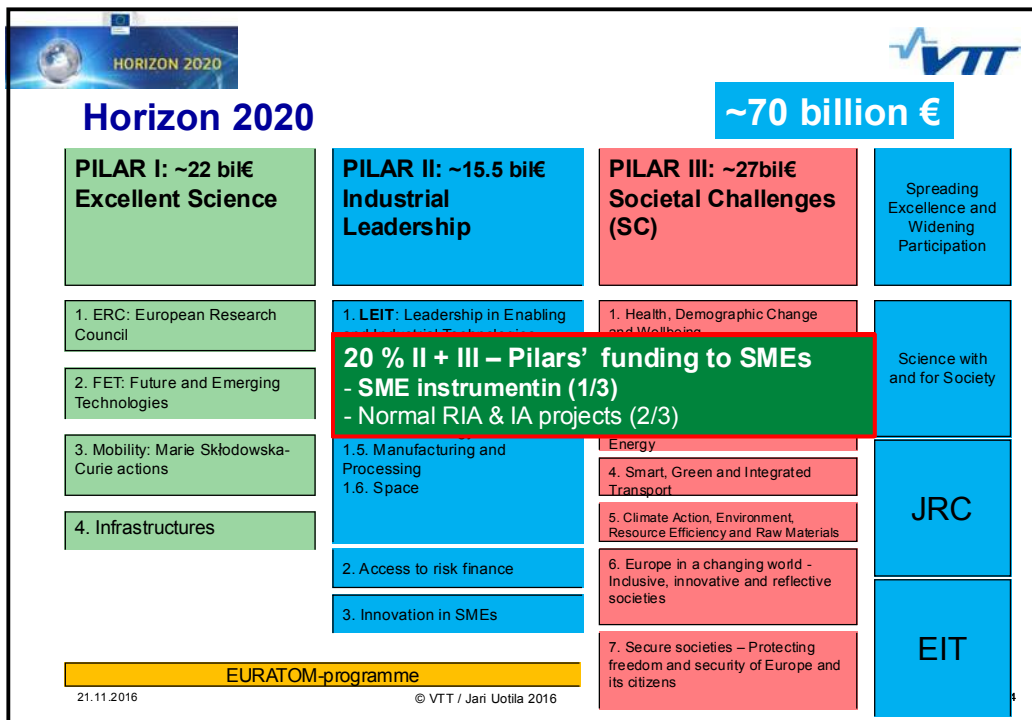 HORIZON 2020
VTT
Horizon 2020
~70 billion €
PILAR I: ~22 bil€
Excellent Science
PILAR II: ~15.5 bil€
Industrial
Leadership
PILAR III: ~27bil€
Societal Challenges
(SC)
Spreading
Excellence and
Widening
Participation
1. ERC: European Research
Council
2. FET: Future and Emerging
Technologies
3. Mobility: Marie Skłodowska-
Curie actions
4. Infrastructures
1. LEIT: Leadership in Enabling
and Industrial Technologies
1. Health, Demographic Change
and Wellbeing
20 % II + III – Pilars’ funding to SMEs
- SME instrumentin (1/3)
- Normal RIA & IA projects (2/3)
1.5. Manufacturing and
Processing
1.6. Space
2. Access to risk finance
3. Innovation in SMEs
Energy
4. Smart, Green and Integrated
Transport
5. Climate Action, Environment,
Resource Efficiency and Raw Materials
6. Europe in a changing world -
Inclusive, innovative and reflective
societies
7. Secure societies – Protecting
freedom and security of Europe and
its citizens
Science with
and for Society
JRC
EIT
EURATOM-programme
21.11.2016
© VTT / Jari Uotila 2016
4